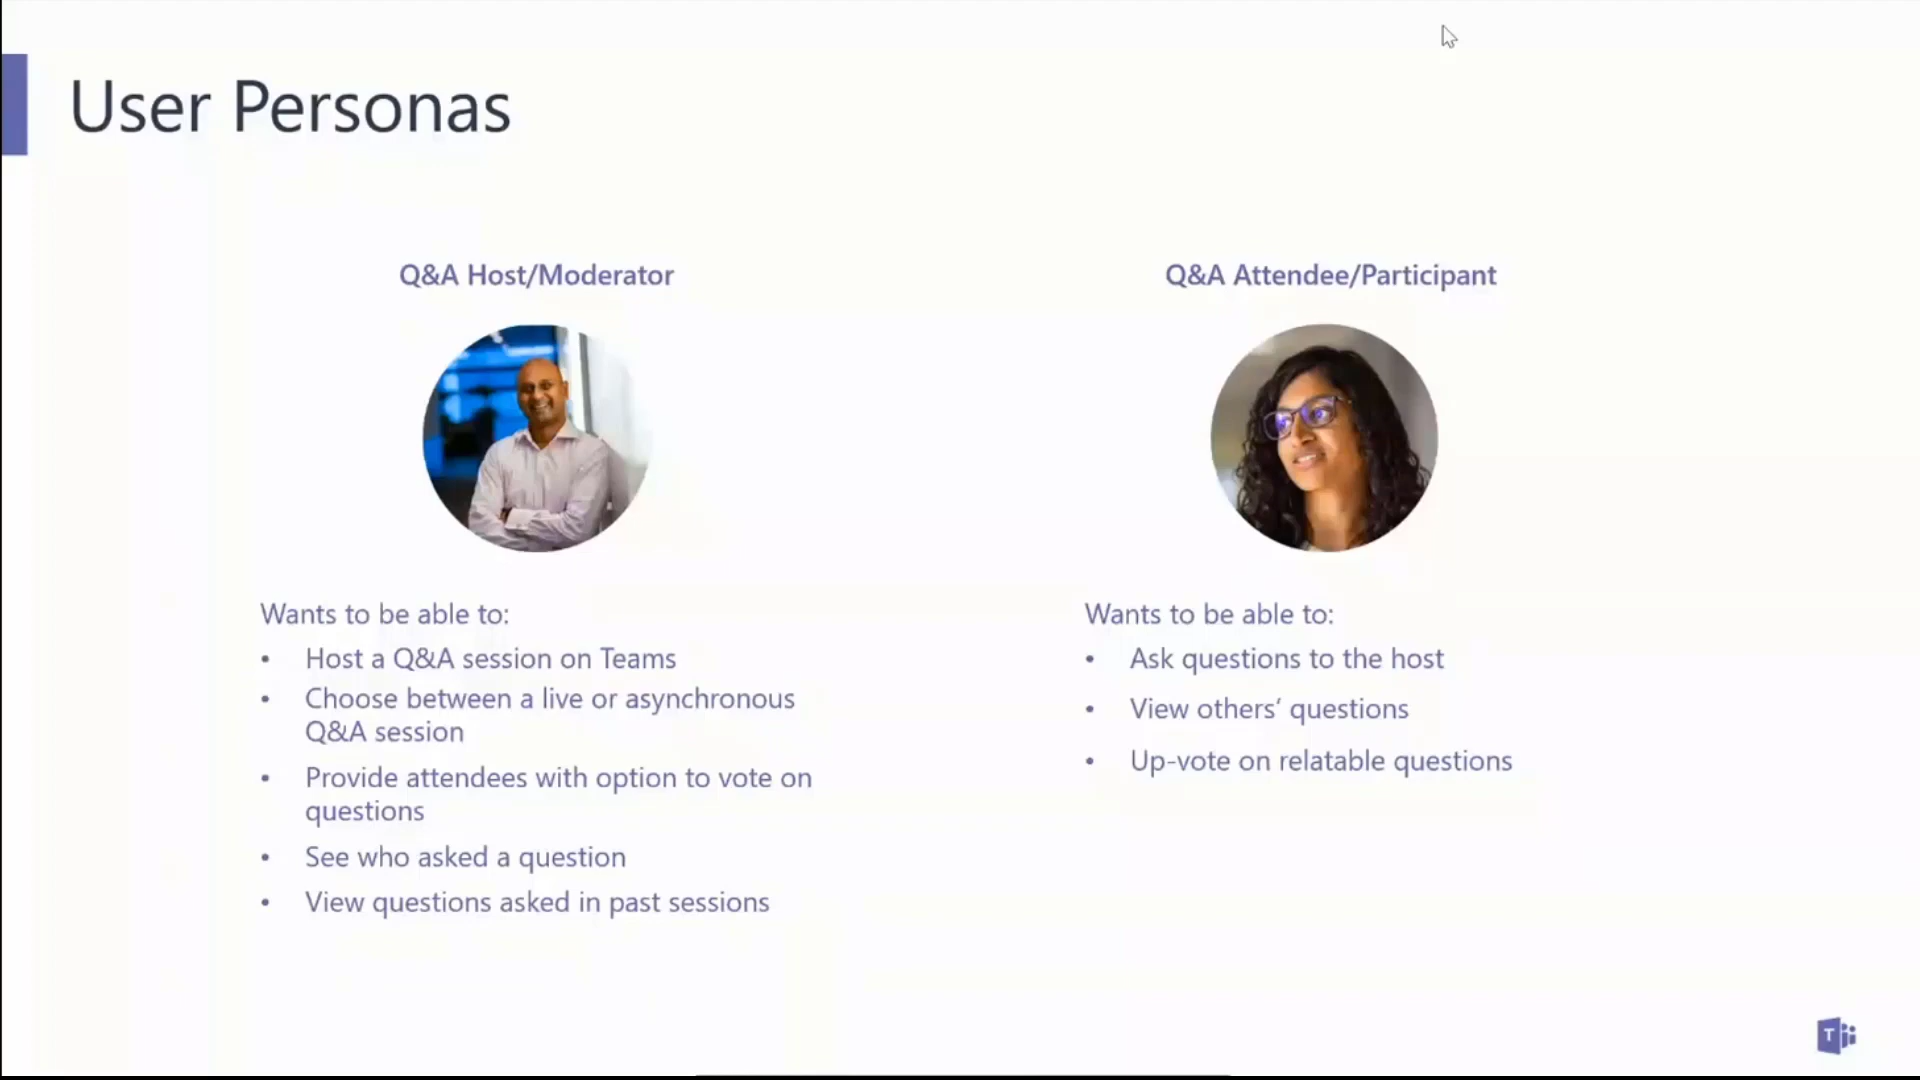 User Personas
Q&A Host/Moderator
Wants to be able to:
• Host a Q&A session on Teams
• Choose between a live or asynchronous
Q&A session
• Provide attendees with option to vote on
questions
• See who asked a question
• View questions asked in past sessions
Q&A Attendee/Participant
Wants to be able to:
• Ask questions to the host
• View others’ questions
• Up-vote on relatable questions
T